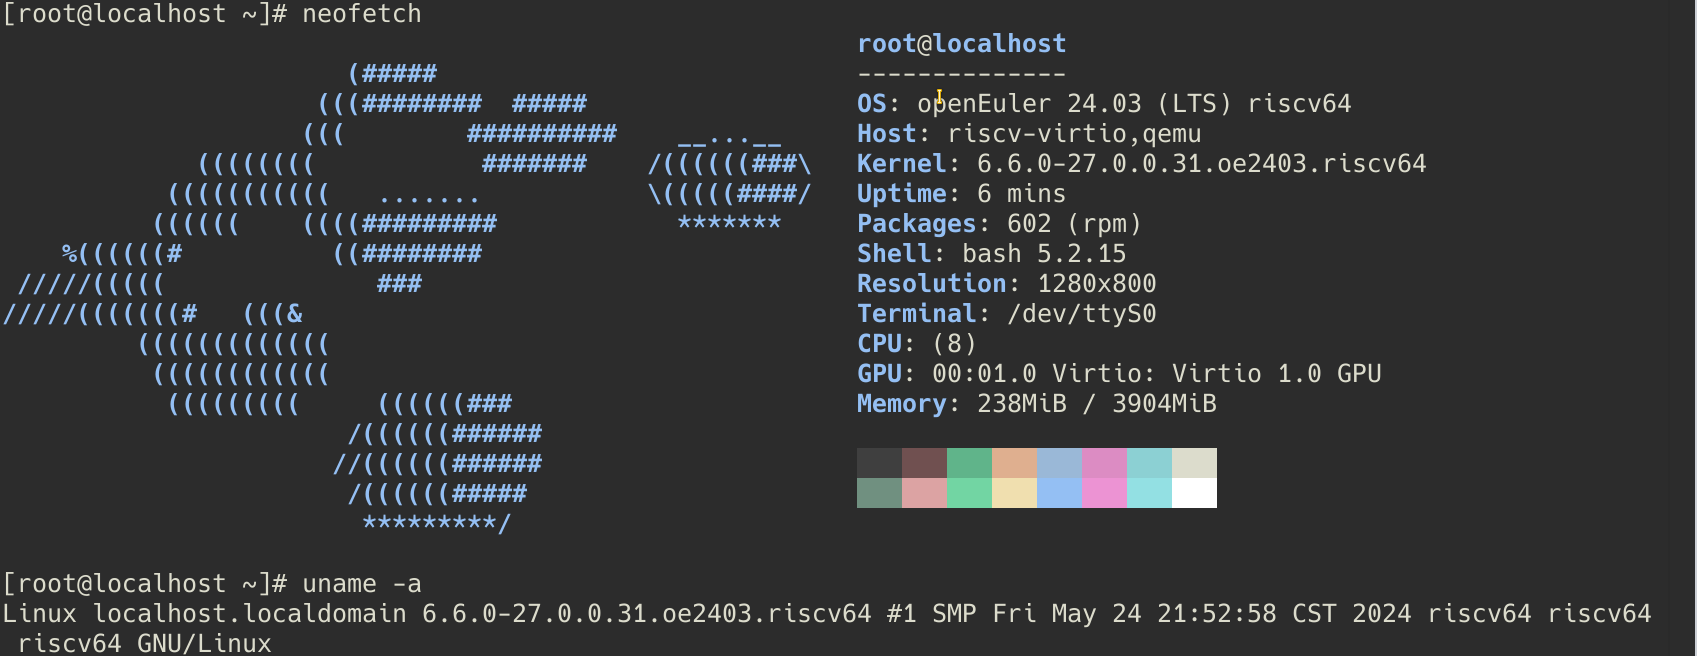 [root@localhost ~]# neofetch
root@localhost
--------------
OS: openEuler 24.03 (LTS) riscv64
Host: riscv-virtio,qemu
Kernel: 6.6.0-27.0.0.31.oe2403.riscv64
Uptime: 6 mins
Packages: 602 (rpm)
Shell: bash 5.2.15
Resolution: 1280x800
Terminal: /dev/ttyS0
CPU: (8)
GPU: 00:01.0 Virtio: Virtio 1.0 GPU
Memory: 238MiB / 3904MiB
[root@localhost ~]# uname -a
Linux localhost.localdomain 6.6.0-27.0.0.31.oe2403.riscv64 #1 SMP Fri May 24 21:52:58 CST 2024 riscv64 riscv64
riscv64 GNU/Linux